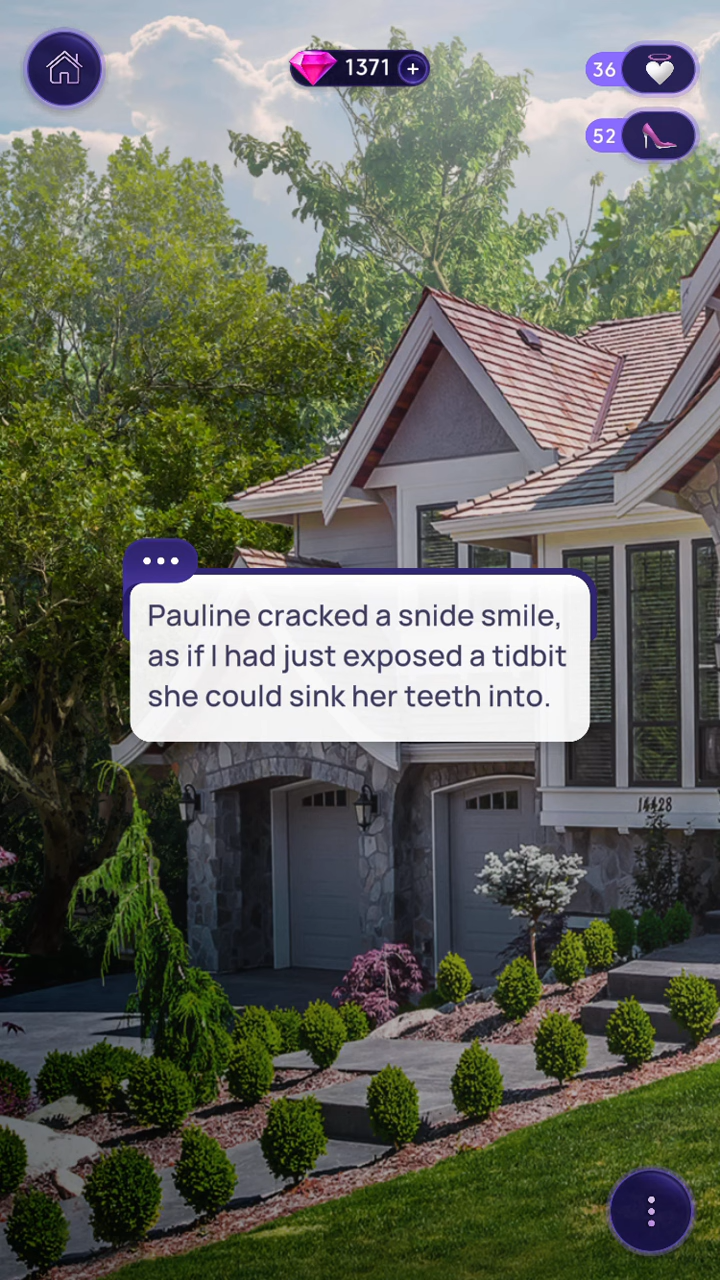 1371 +
36
52
Pauline cracked a snide smile,
as if I had just exposed a tidbit
she could sink her teeth into.
14428